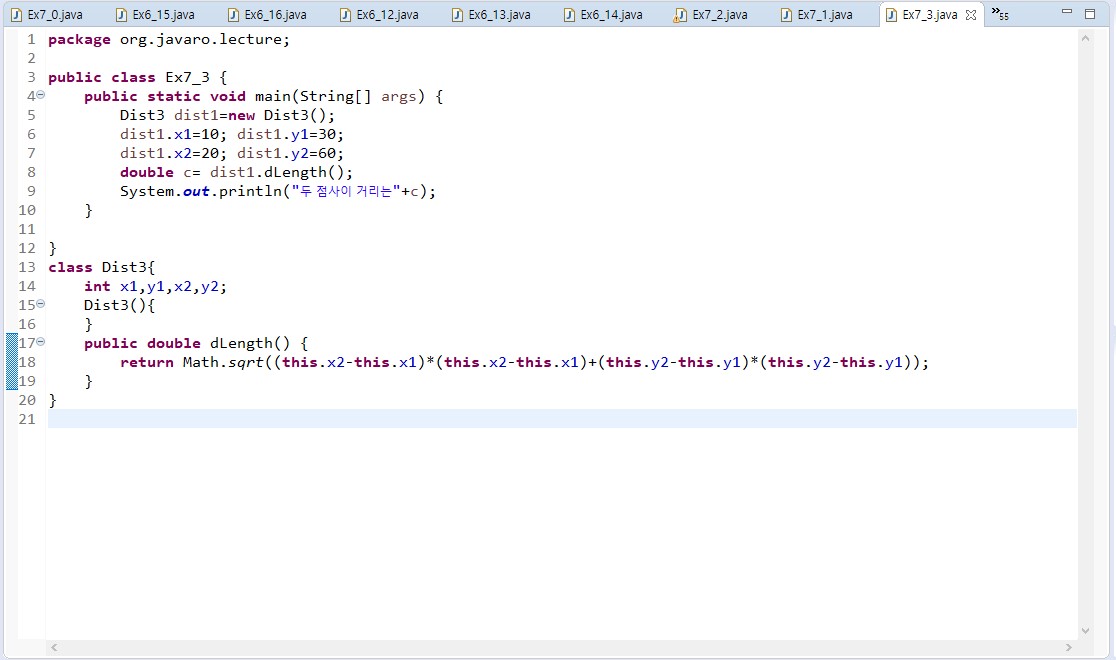 Ex7_0.java Ex6_15.java Ex6_16.java Ex6_12.java Ex6_13.java Ex6_14.java Ex7_2.java Ex7_1.java Ex7_3.java »55
1 package org.javaro.lecture;
2
3 public class Ex7_3 {
4     public static void main(String[] args) {
5         Dist3 dist1=new Dist3();
6         dist1.x1=10; dist1.y1=30;
7         dist1.x2=20; dist1.y2=60;
8         double c= dist1.dLength();
9         System.out.println("두 점사이 거리는"+c);
10     }
11
12 }
13 class Dist3{
14     int x1,y1,x2,y2;
15     Dist3(){
16     }
17     public double dLength() {
18         return Math.sqrt((this.x2-this.x1)*(this.x2-this.x1)+(this.y2-this.y1)*(this.y2-this.y1));
19     }
20 }
21